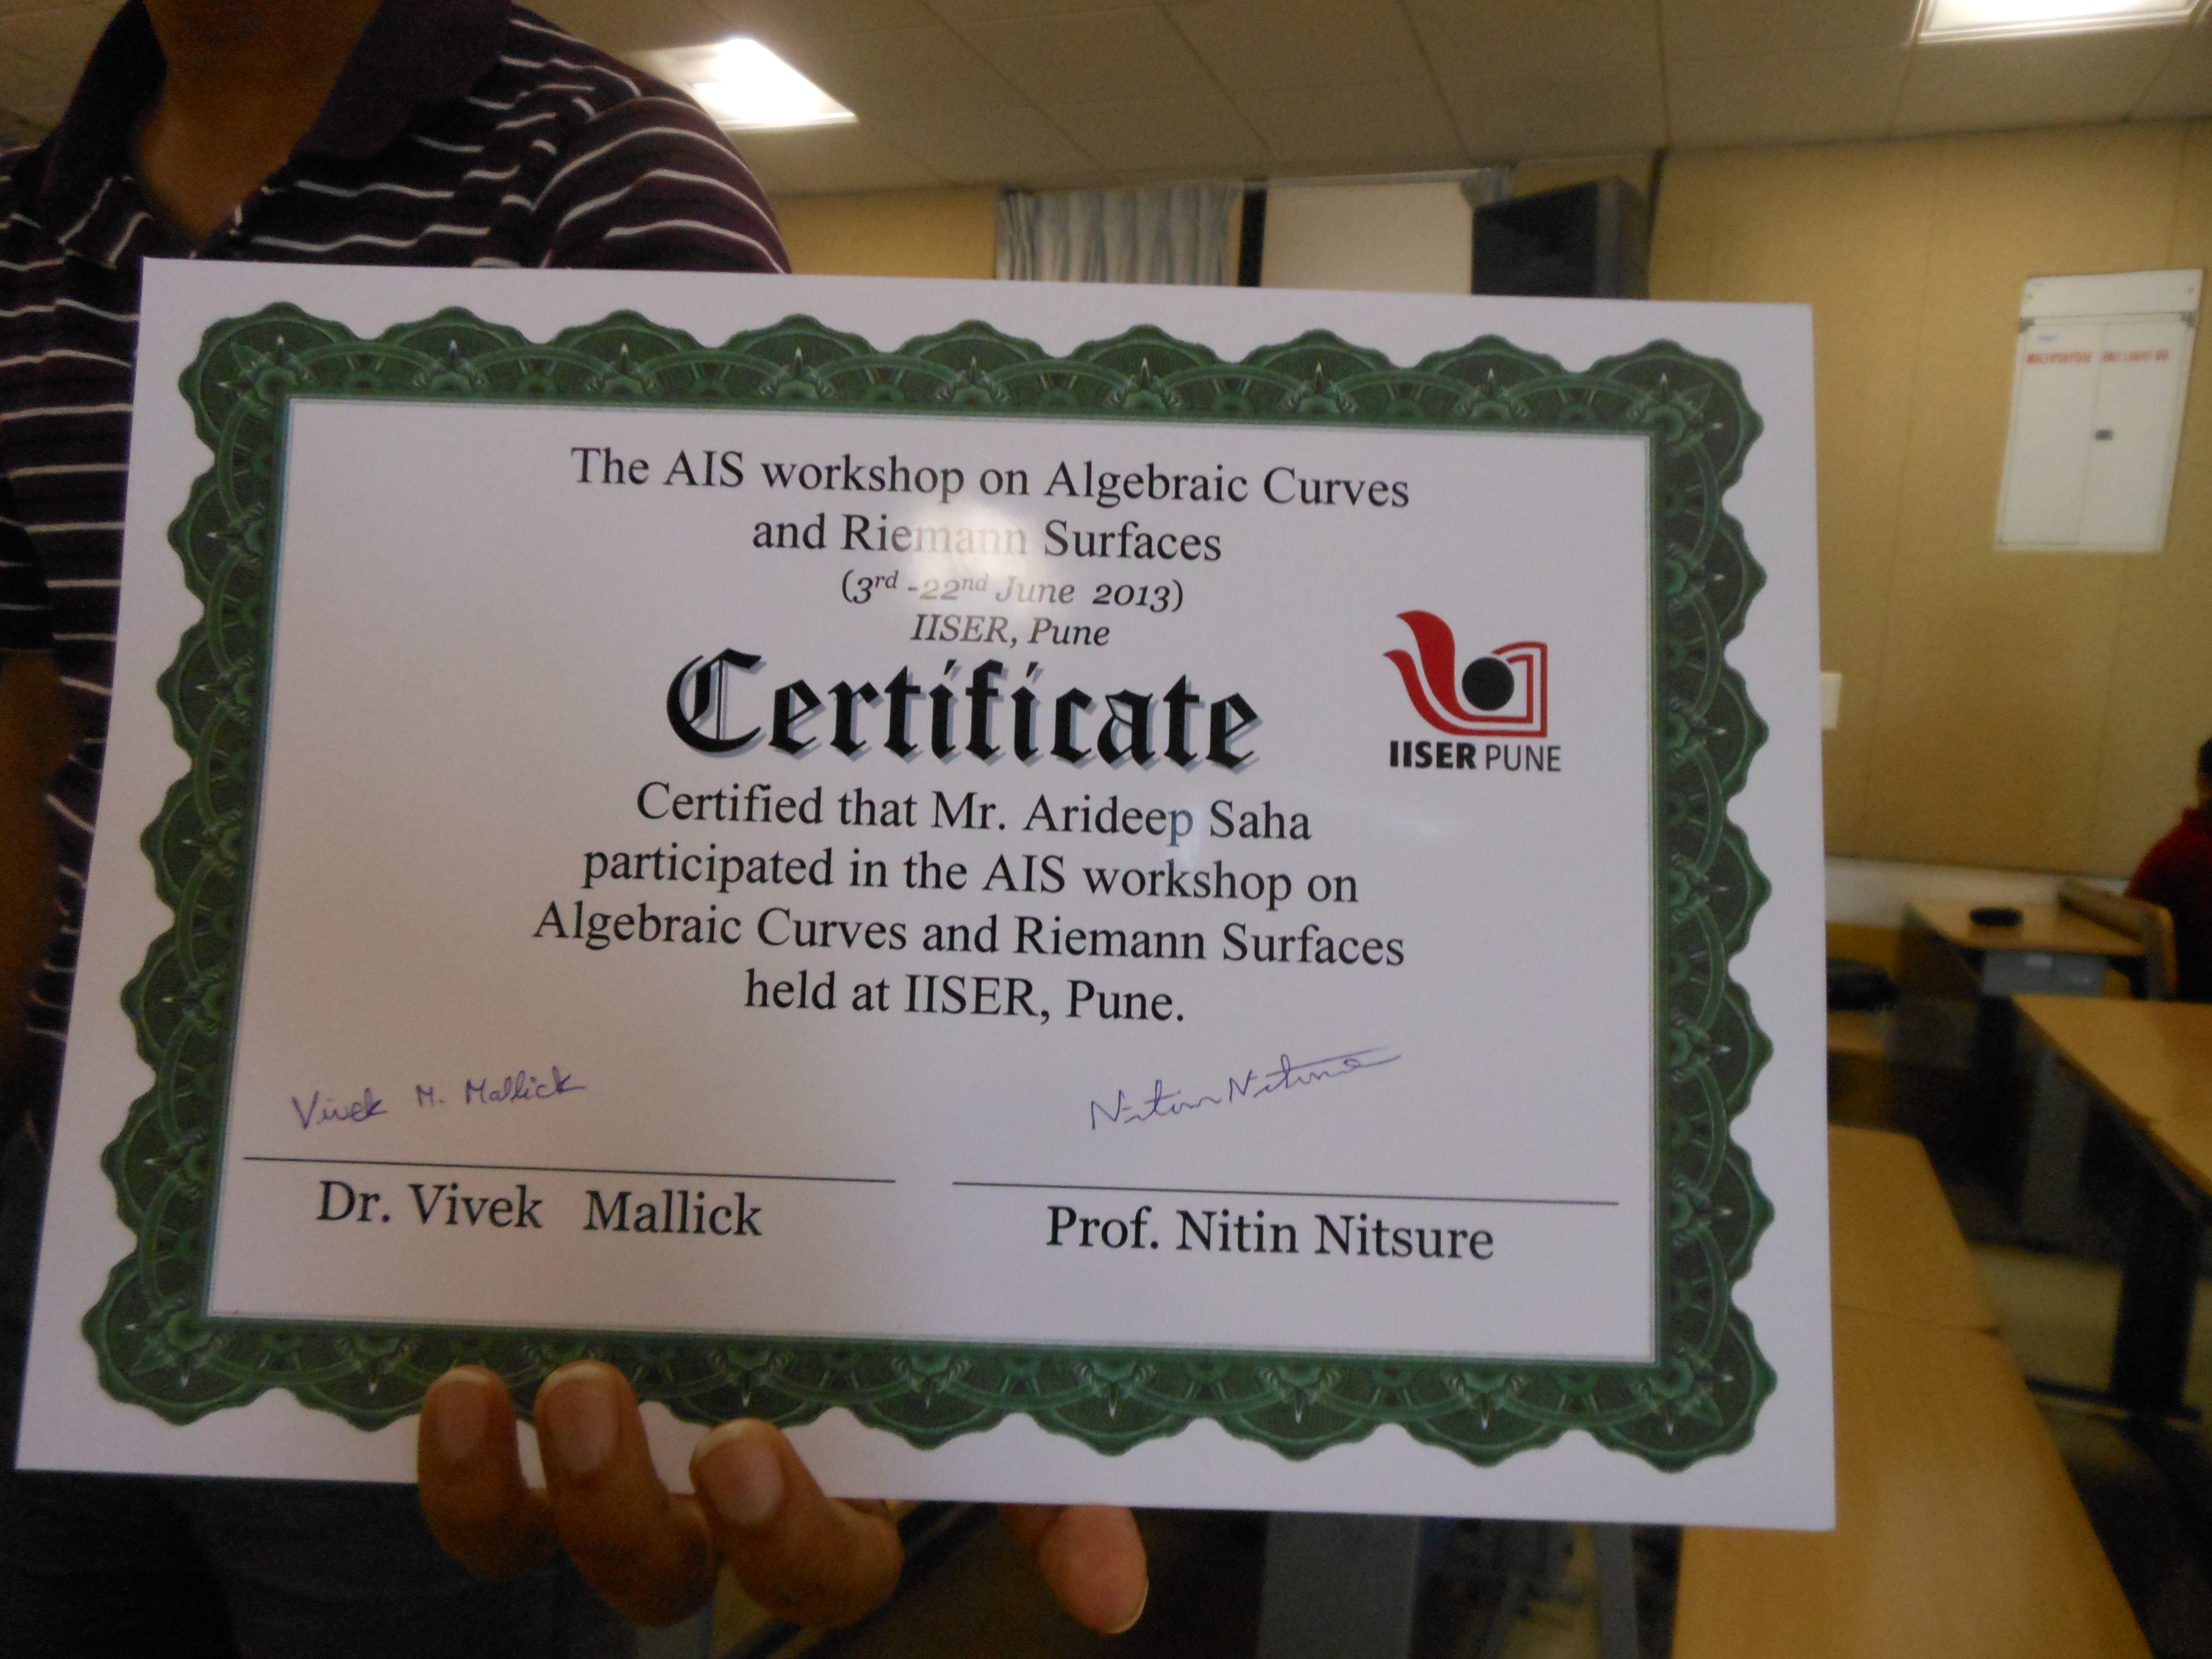 The AIS workshop on Algebraic Curves
and Riemann Surfaces
(3rd -22nd June 2013)
IISER, Pune
Certificate
IISER PUNE
Certified that Mr. Arideep Saha
participated in the AIS workshop on
Algebraic Curves and Riemann Surfaces
held at IISER, Pune.
Vivek M. Mallick
Nitin Nitsure
Dr. Vivek Mallick
Prof. Nitin Nitsure